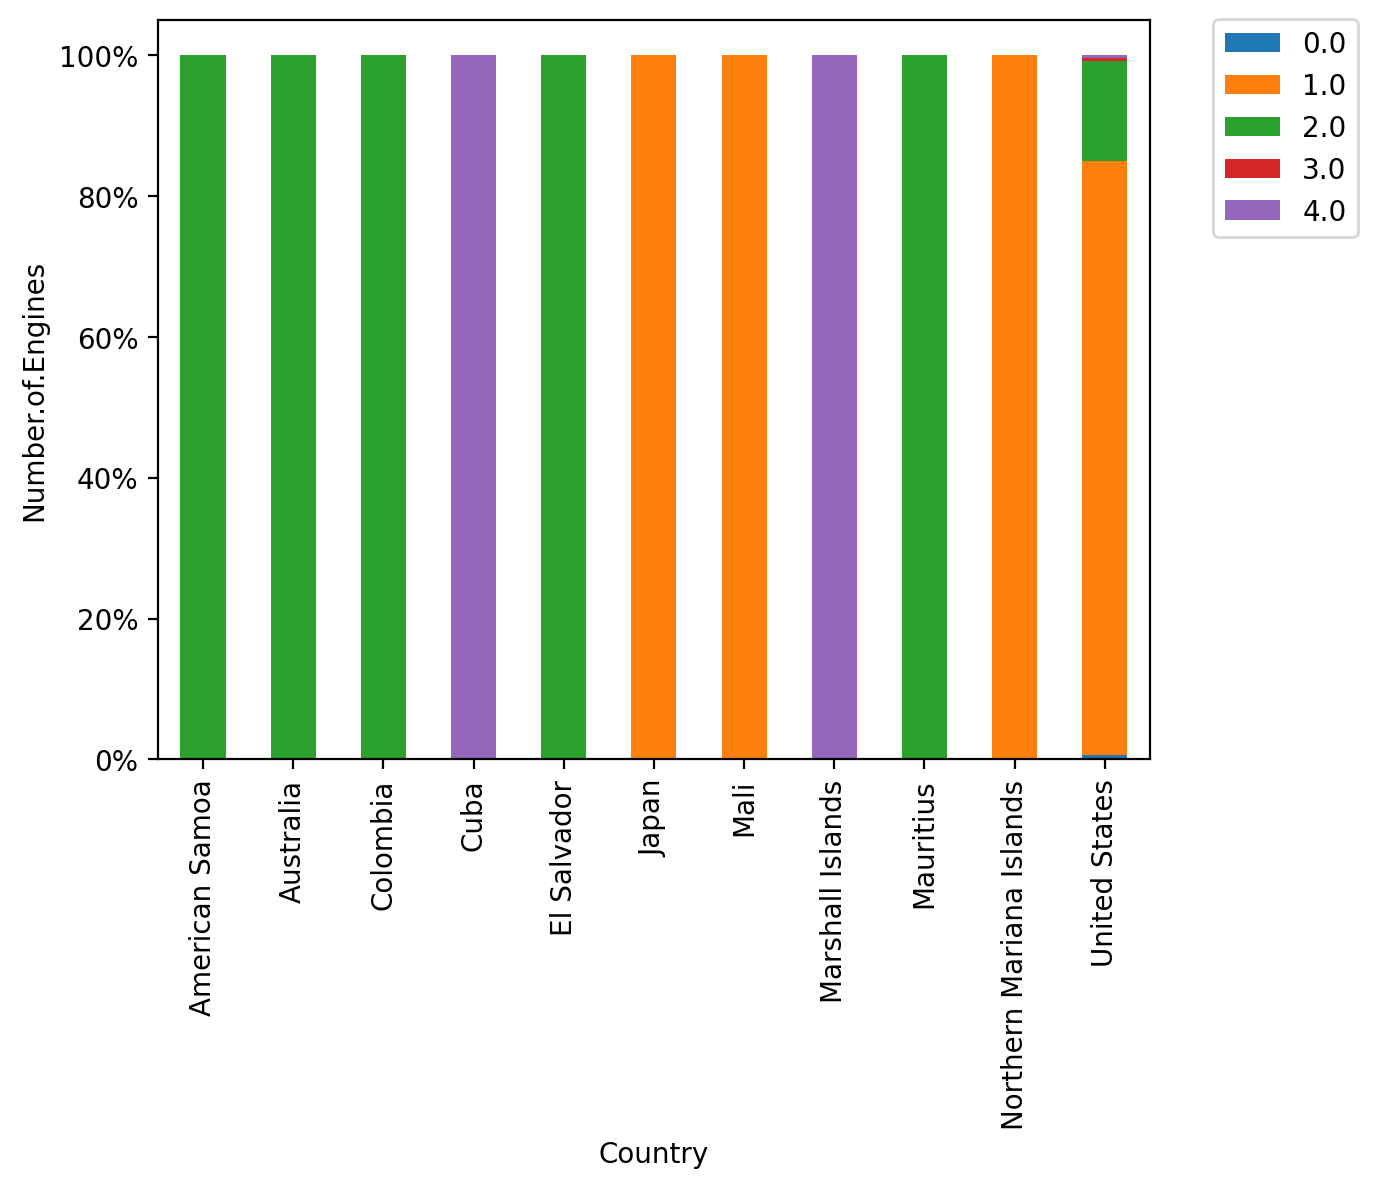 100%
80%
60%
40%
20%
0%
Number.of.Engines
American Samoa
Australia
Colombia
Cuba
El Salvador
Japan
Mali
Marshall Islands
Mauritius
Northern Mariana Islands
United States
Country
0.0
1.0
2.0
3.0
4.0